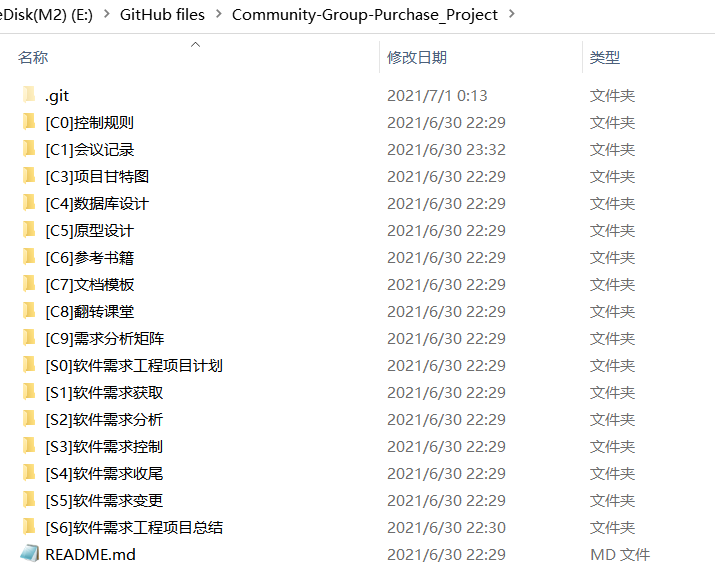 eDisk(M2) (E:) > GitHub files > Community-Group-Purchase_Project >
名称 修改日期 类型
.git 2021/7/1 0:13 文件夹
[C0]控制规则 2021/6/30 22:29 文件夹
[C1]会议记录 2021/6/30 23:32 文件夹
[C3]项目甘特图 2021/6/30 22:29 文件夹
[C4]数据库设计 2021/6/30 22:29 文件夹
[C5]原型设计 2021/6/30 22:29 文件夹
[C6]参考书籍 2021/6/30 22:29 文件夹
[C7]文档模板 2021/6/30 22:29 文件夹
[C8]翻转课堂 2021/6/30 22:29 文件夹
[C9]需求分析矩阵 2021/6/30 22:29 文件夹
[S0]软件需求工程项目计划 2021/6/30 22:29 文件夹
[S1]软件需求获取 2021/6/30 22:29 文件夹
[S2]软件需求分析 2021/6/30 22:29 文件夹
[S3]软件需求控制 2021/6/30 22:29 文件夹
[S4]软件需求收尾 2021/6/30 22:29 文件夹
[S5]软件需求变更 2021/6/30 22:29 文件夹
[S6]软件需求工程项目总结 2021/6/30 22:30 文件夹
README.md 2021/6/30 22:29 MD 文件